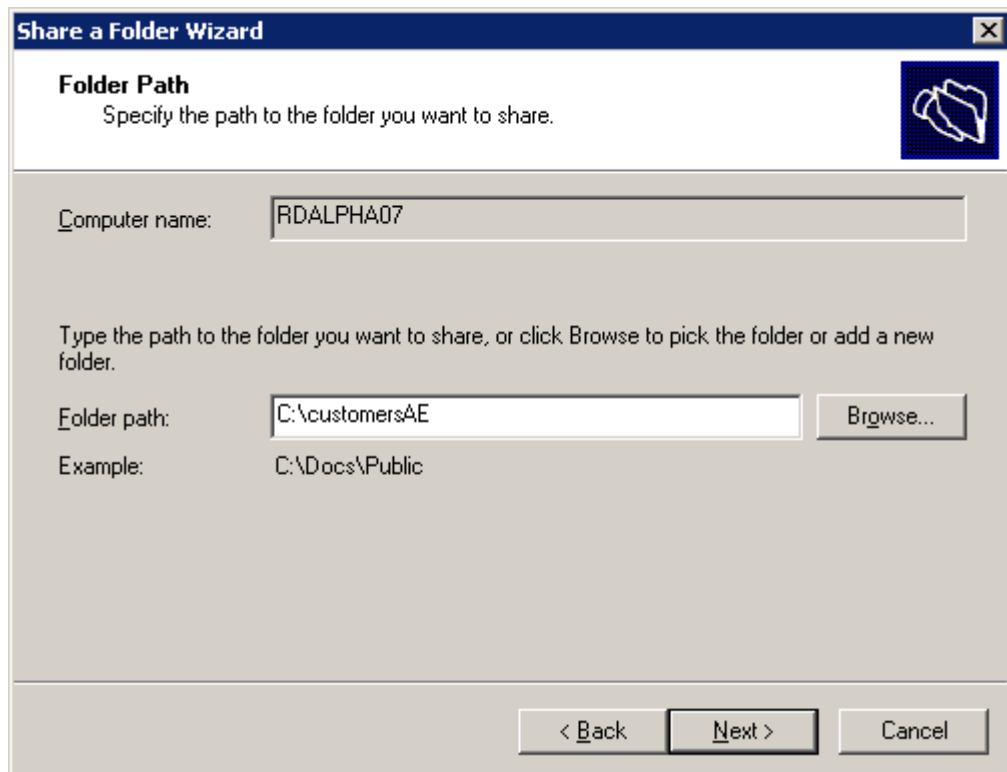 Share a Folder Wizard
Folder Path
Specify the path to the folder you want to share.
Computer name: RDALPHA07
Type the path to the folder you want to share, or click Browse to pick the folder or add a new
folder.
Folder path: C:\customersAE Browse...
Example: C:\Docs\Public
< Back Next > Cancel